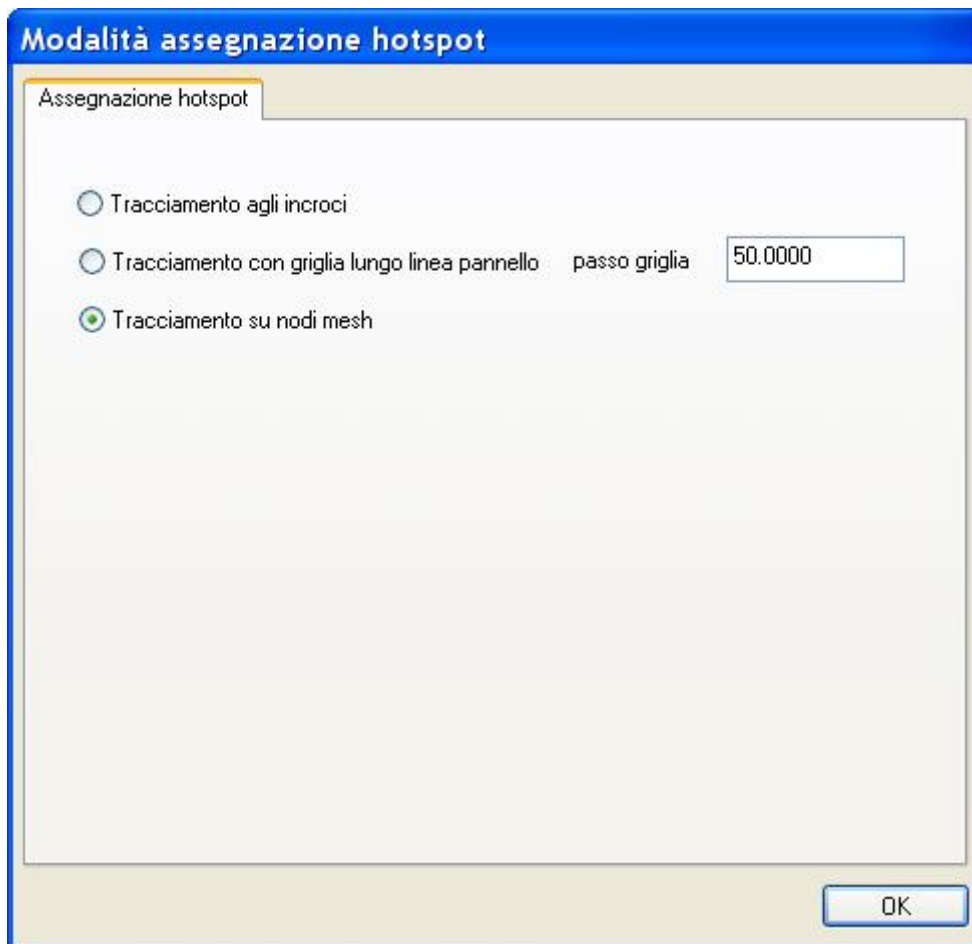 Modalità assegnazione hotspot
Assegnazione hotspot
Tracciamento agli incroci
Tracciamento con griglia lungo linea pannello passo griglia 50.0000
Tracciamento su nodi mesh
OK